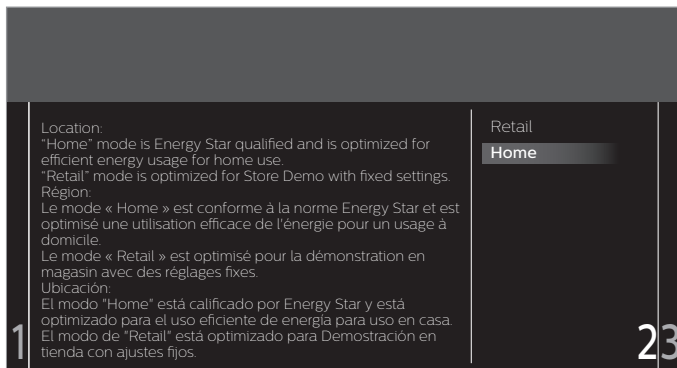 Location:
"Home" mode is Energy Star qualified and is optimized for
efficient energy usage for home use.
"Retail" mode is optimized for Store Demo with fixed settings.
Région:
Le mode « Home » est conforme à la norme Energy Star et est
optimisé une utilisation efficace de l'énergie pour un usage à
domicile.
Le mode « Retail » est optimisé pour la démonstration en
magasin avec des réglages fixes.
Ubicación:
El modo "Home" está calificado por Energy Star y está
optimizado para el uso eficiente de energía para uso en casa.
El modo de "Retail" está optimizado para Demostración en
tienda con ajustes fijos.
Retail
Home
1
2
3